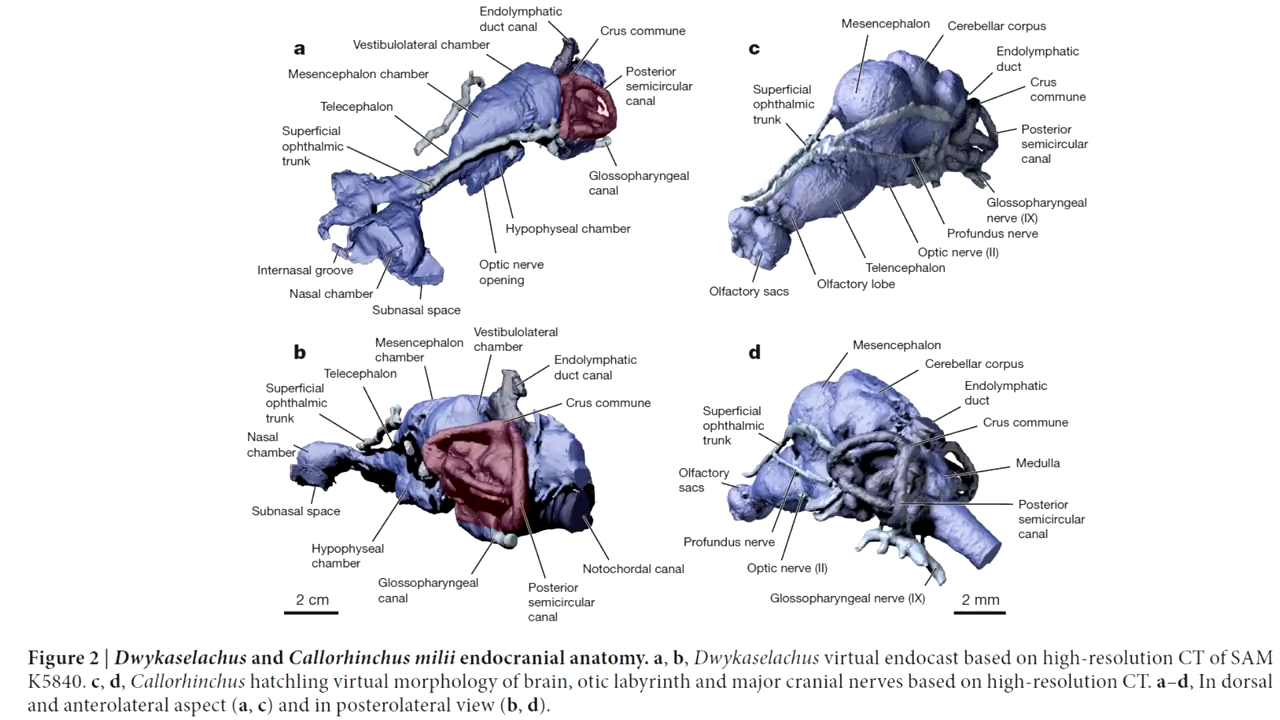 a
Endolymphatic
duct canal
Crus commune
Vestibulolateral chamber
Mesencephalon chamber
Posterior
semicircular
canal
Telecephalon
Superficial
ophthalmic
trunk
Glossopharyngeal
canal
Hypophyseal chamber
Optic nerve
opening
Internasal groove
Nasal chamber
Subnasal space
c
Mesencephalon
Cerebellar corpus
Endolymphatic
duct
Crus
commune
Superficial
ophthalmic
trunk
Posterior
semicircular
canal
Glossopharyngeal
nerve (IX)
Profundus nerve
Optic nerve (II)
Telencephalon
Olfactory lobe
Olfactory sacs
b
Mesencephalon
chamber
Vestibulolateral
chamber
Endolymphatic
duct canal
Telecephalon
Superficial
ophthalmic
trunk
Crus commune
Nasal
chamber
Subnasal space
Hypophyseal
chamber
Glossopharyngeal
canal
Posterior
semicircular
canal
Notochordal canal
2 cm
d
Mesencephalon
Cerebellar corpus
Endolymphatic
duct
Superficial
ophthalmic
trunk
Crus commune
Olfactory
sacs
Medulla
Posterior
semicircular
canal
Profundus nerve
Optic nerve (II)
Glossopharyngeal nerve (IX)
2 mm
Figure 2 | Dwykaselachus and Callorhinchus milii endocranial anatomy. a, b, Dwykaselachus virtual endocast based on high-resolution CT of SAM
K5840. c, d, Callorhinchus hatchling virtual morphology of brain, otic labyrinth and major cranial nerves based on high-resolution CT. a–d, In dorsal
and anterolateral aspect (a, c) and in posterolateral view (b, d).